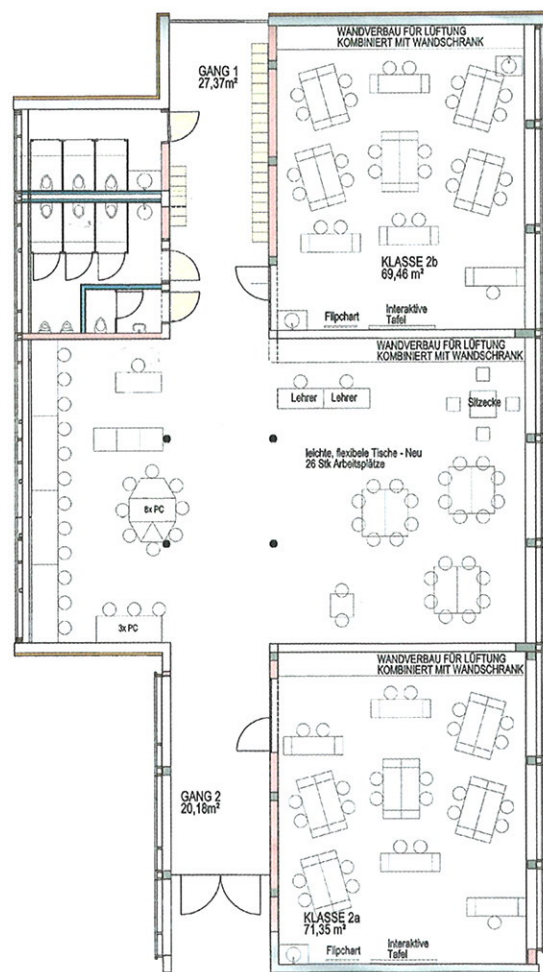 WANDVERBAU FÜR LÜFTUNG
KOMBINIERT MIT WANDSCHRANK
GANG 1
27,37m²
KLASSE 2b
69,46 m²
Flipchart
Interaktive
Tafel
WANDVERBAU FÜR LÜFTUNG
KOMBINIERT MIT WANDSCHRANK
Lehrer
Lehrer
Sitzecke
leichte, flexibele Tische - Neu
26 Stk Arbeitsplätze
8x PC
3x PC
WANDVERBAU FÜR LÜFTUNG
KOMBINIERT MIT WANDSCHRANK
GANG 2
20,18m²
KLASSE 2a
71,35 m²
Flipchart
Interaktive
Tafel